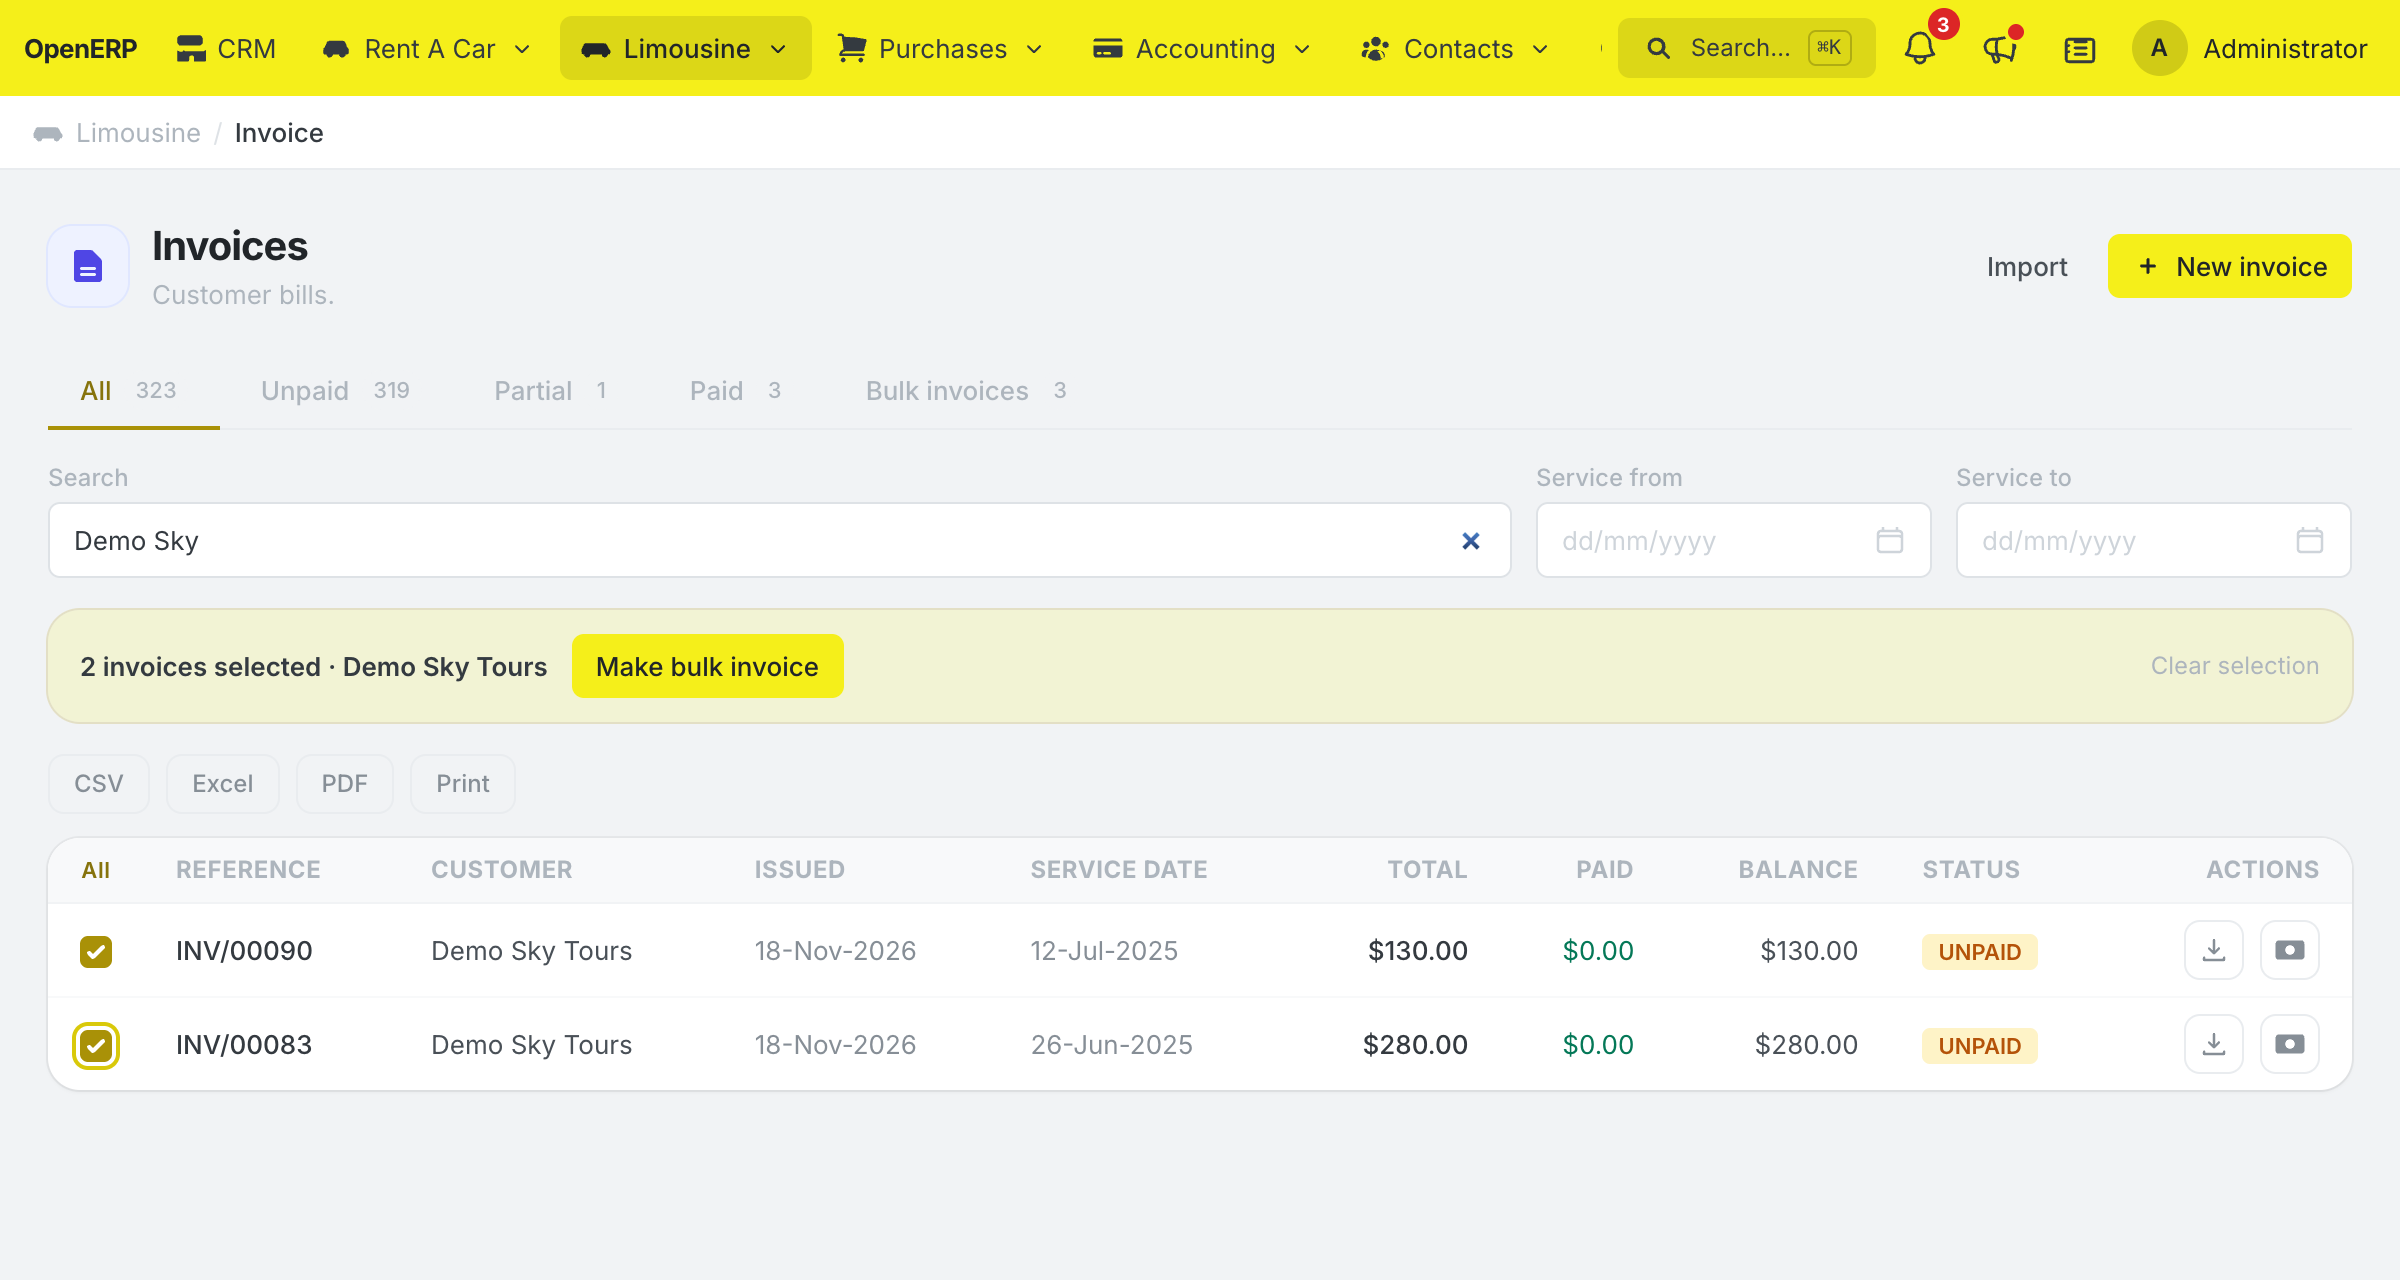 OpenERP CRM Rent A Car Limousine Purchases Accounting Contacts Search... ⌘K 3 A Administrator
Limousine / Invoice
Invoices
Customer bills.
Import + New invoice
All 323 Unpaid 319 Partial 1 Paid 3 Bulk invoices 3
Search Service from Service to
Demo Sky dd/mm/yyyy dd/mm/yyyy
2 invoices selected · Demo Sky Tours Make bulk invoice Clear selection
CSV Excel PDF Print
All REFERENCE CUSTOMER ISSUED SERVICE DATE TOTAL PAID BALANCE STATUS ACTIONS
INV/00090 Demo Sky Tours 18-Nov-2026 12-Jul-2025 $130.00 $0.00 $130.00 UNPAID
INV/00083 Demo Sky Tours 18-Nov-2026 26-Jun-2025 $280.00 $0.00 $280.00 UNPAID